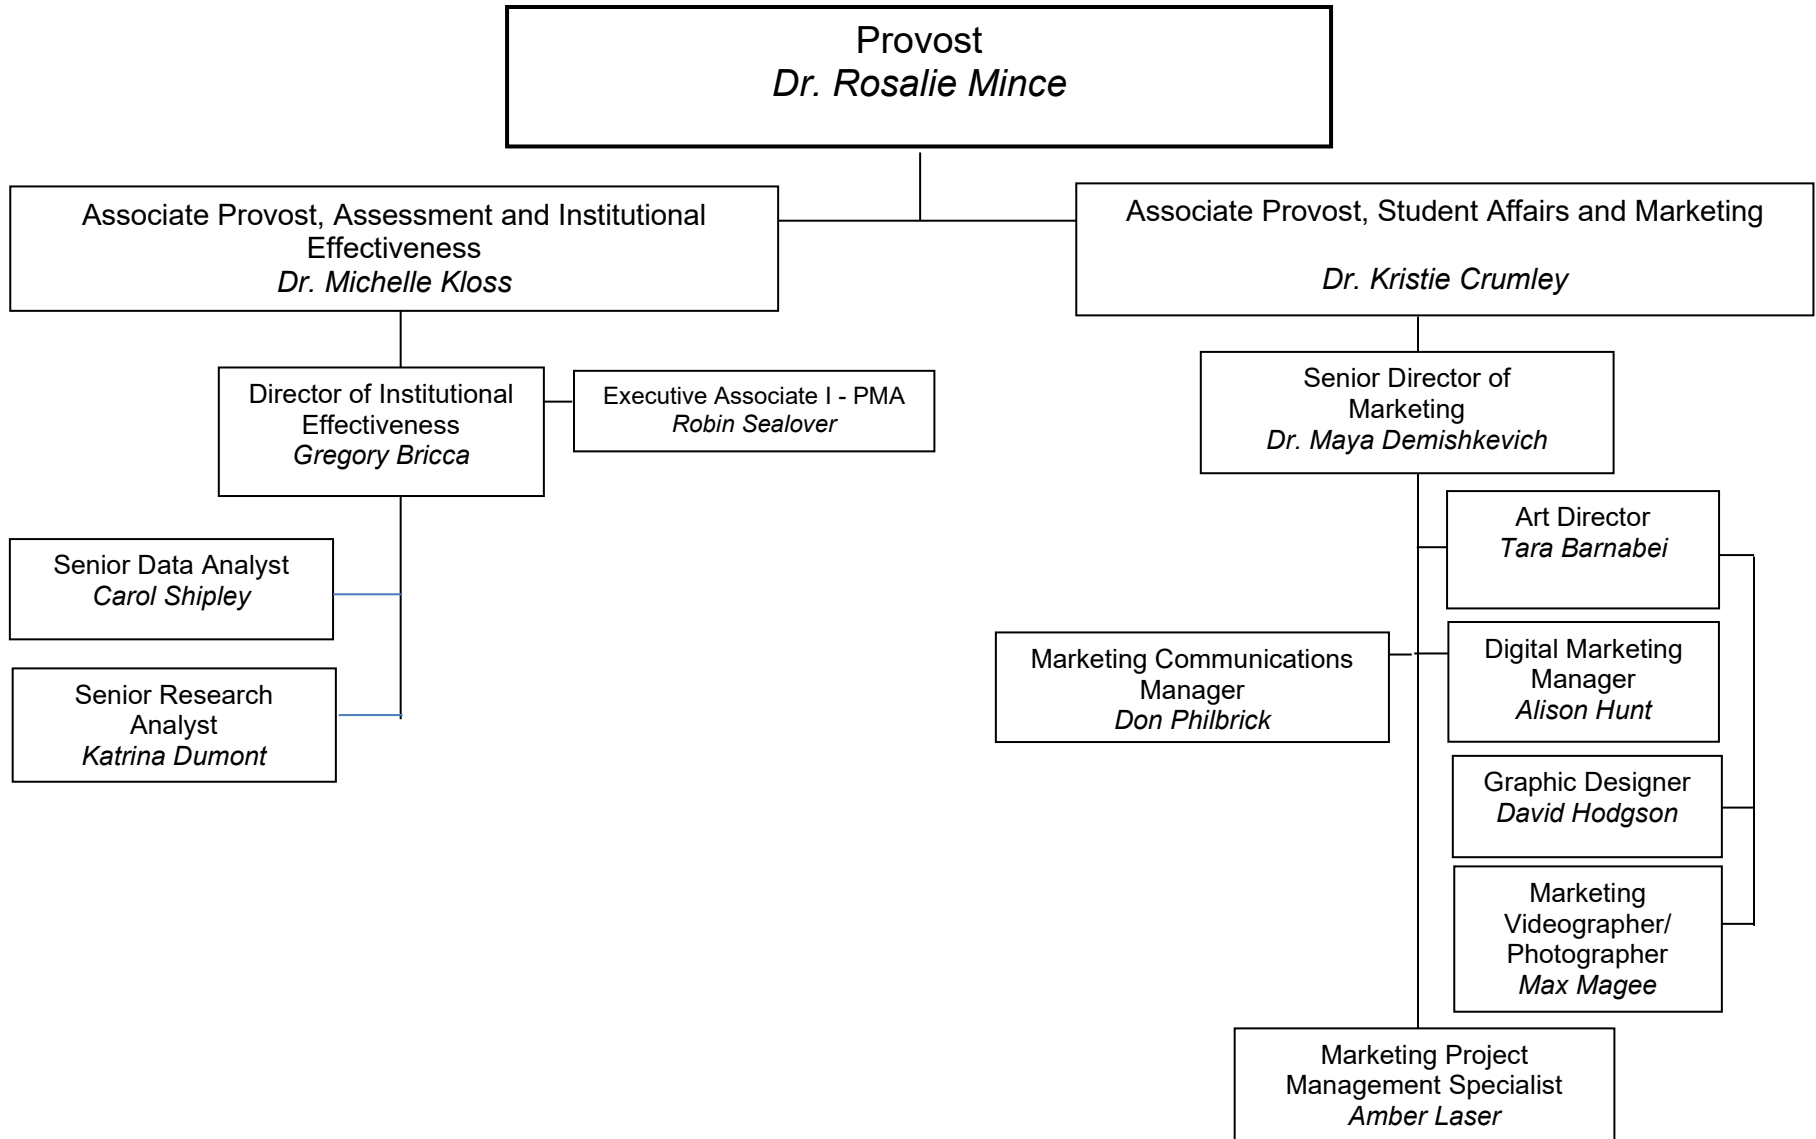 Provost
Dr. Rosalie Mince
Associate Provost, Assessment and Institutional
Effectiveness
Dr. Michelle Kloss
Associate Provost, Student Affairs and Marketing
Dr. Kristie Crumley
Director of Institutional
Effectiveness
Gregory Bricca
Executive Associate I - PMA
Robin Sealover
Senior Director of
Marketing
Dr. Maya Demishkevich
Senior Data Analyst
Carol Shipley
Senior Research
Analyst
Katrina Dumont
Art Director
Tara Barnabei
Marketing Communications
Manager
Don Philbrick
Digital Marketing
Manager
Alison Hunt
Graphic Designer
David Hodgson
Marketing
Videographer/
Photographer
Max Magee
Marketing Project
Management Specialist
Amber Laser